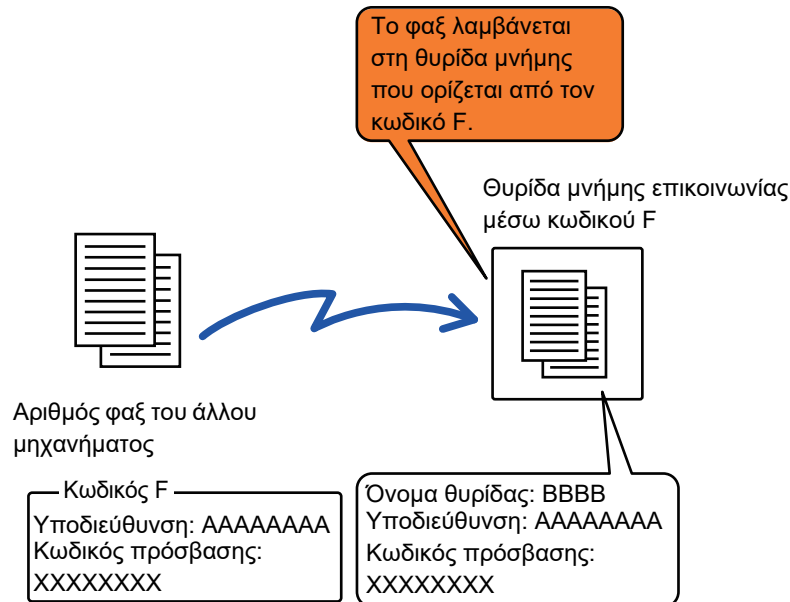 Το φαξ λαμβάνεται
στη θυρίδα μνήμης
που ορίζεται από τον
κωδικό F.
Θυρίδα μνήμης επικοινωνίας
μέσω κωδικού F
Αριθμός φαξ του άλλου
μηχανήματος
Κωδικός F
Υποδιεύθυνση: AAAAAAAA
Κωδικός πρόσβασης:
XXXXXXXX
Όνομα θυρίδας: BBBB
Υποδιεύθυνση: AAAAAAAA
Κωδικός πρόσβασης:
XXXXXXXX